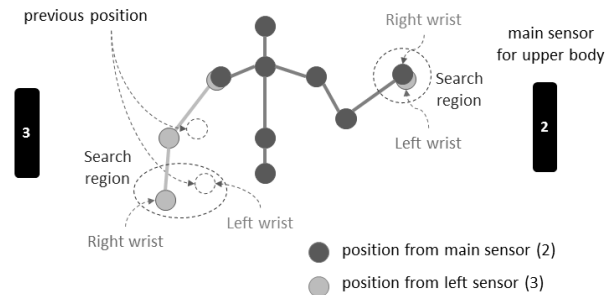 previous position
Right wrist
main sensor
for upper body
Search
region
3
2
Left wrist
Search
region
Left wrist
Right wrist
position from main sensor (2)
position from left sensor (3)